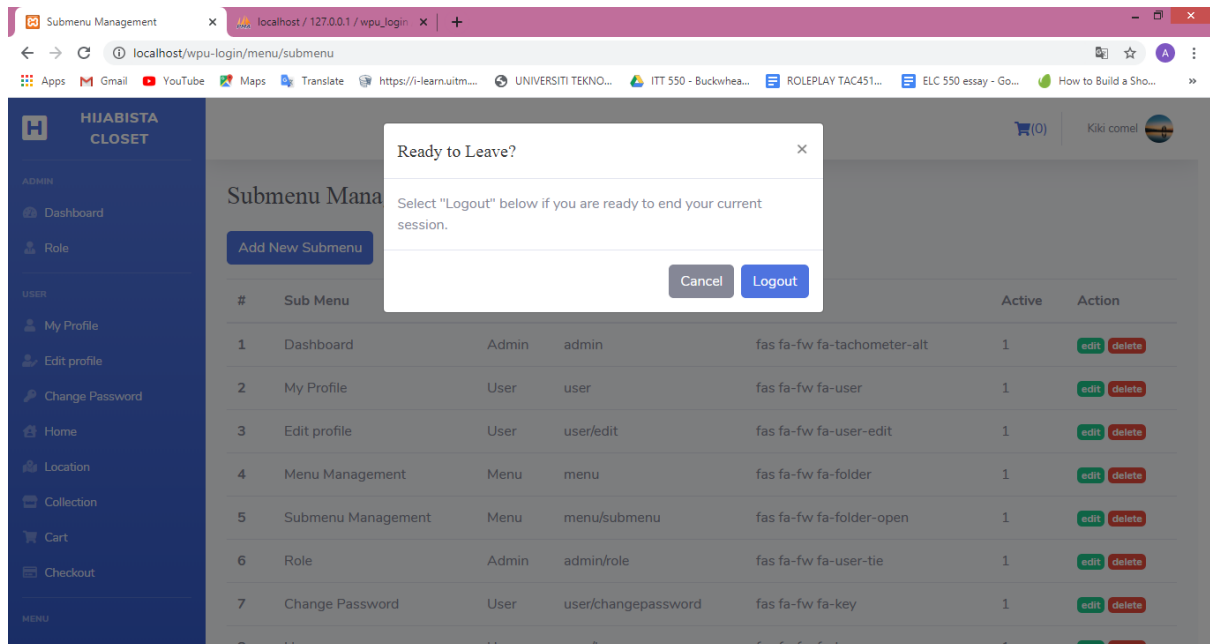 Submenu Management
localhost / 127.0.0.1 / wpu_login
localhost/wpu-login/menu/submenu
A
Apps Gmail YouTube Maps Translate https://i-learn.uitm.... UNIVERSITI TEKNO... ITT 550 - Buckwhea... ROLEPLAY TAC451... ELC 550 essay - Go... How to Build a Sho... »
H
HIJABISTA
CLOSET
(0)
Kiki comel
ADMIN
Dashboard
Role
USER
My Profile
Edit profile
Change Password
Home
Location
Collection
Cart
Checkout
MENU
Ready to Leave? ×
Select "Logout" below if you are ready to end your current
session.
Cancel Logout
Submenu Mana
Add New Submenu
# Sub Menu Active Action
1 Dashboard Admin admin fas fa-fw fa-tachometer-alt 1 edit delete
2 My Profile User user fas fa-fw fa-user 1 edit delete
3 Edit profile User user/edit fas fa-fw fa-user-edit 1 edit delete
4 Menu Management Menu menu fas fa-fw fa-folder 1 edit delete
5 Submenu Management Menu menu/submenu fas fa-fw fa-folder-open 1 edit delete
6 Role Admin admin/role fas fa-fw fa-user-tie 1 edit delete
7 Change Password User user/changepassword fas fa-fw fa-key 1 edit delete